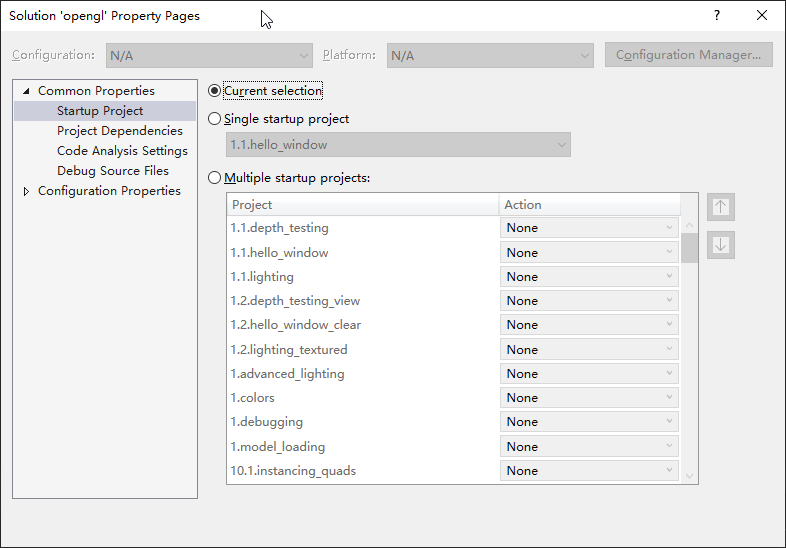 Solution 'opengl' Property Pages
?
Configuration: N/A Platform: N/A Configuration Manager...
Common Properties
Startup Project
Project Dependencies
Code Analysis Settings
Debug Source Files
Configuration Properties
Current selection
Single startup project
1.1.hello_window
Multiple startup projects:
Project Action
1.1.depth_testing None
1.1.hello_window None
1.1.lighting None
1.2.depth_testing_view None
1.2.hello_window_clear None
1.2.lighting_textured None
1.advanced_lighting None
1.colors None
1.debugging None
1.model_loading None
10.1.instancing_quads None